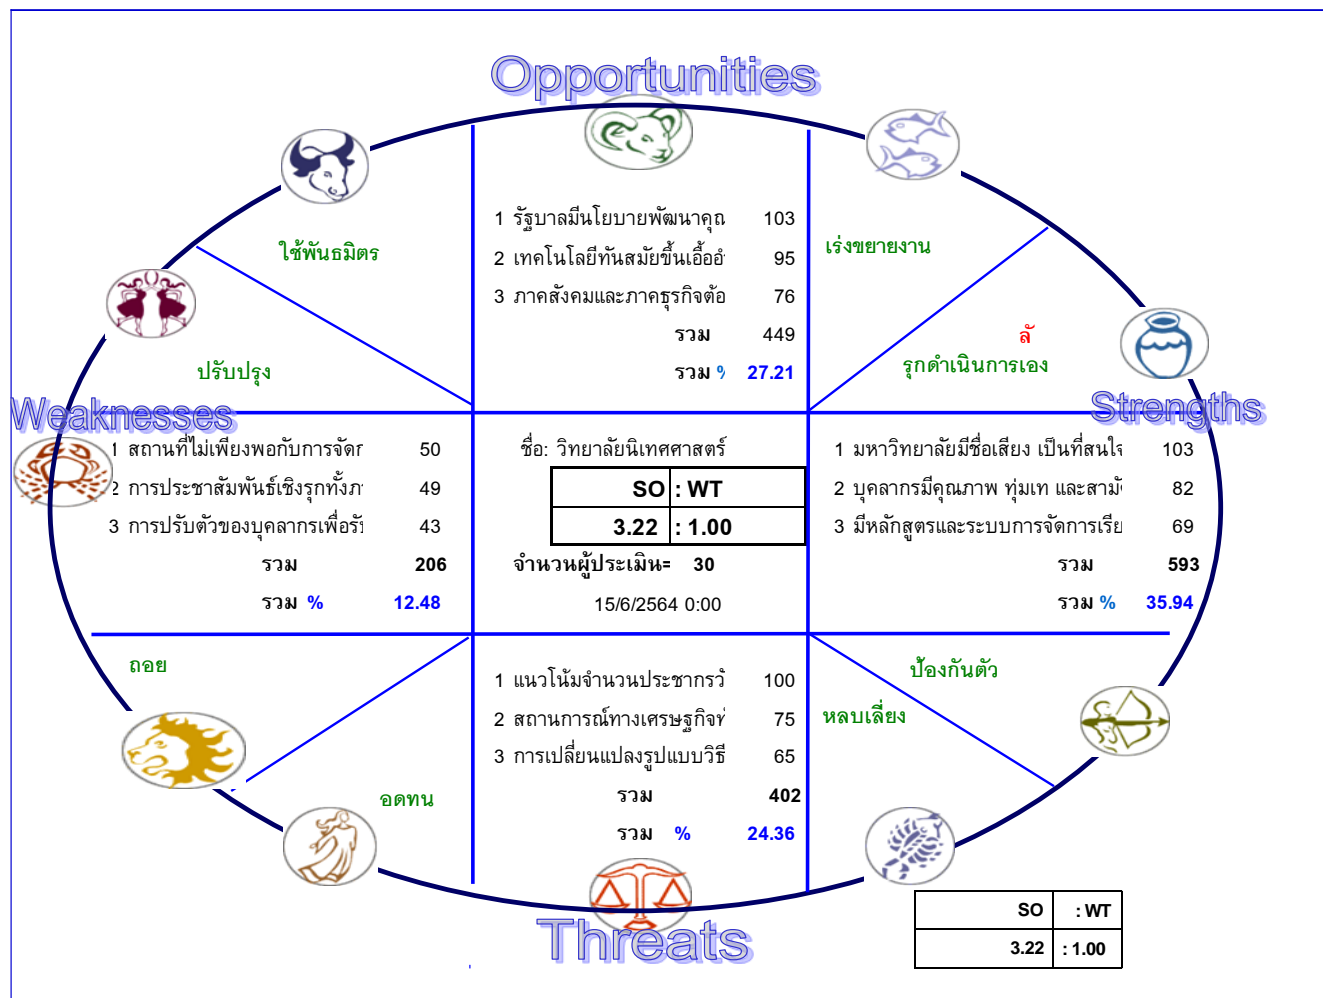 Opportunities
1 รัฐบาลมีนโยบายพัฒนาคุณ 103
2 เทคโนโลยีทันสมัยขึ้นเอื้ออำ 95
3 ภาคสังคมและภาคธุรกิจต้อ 76
รวม 449
รวม % 27.21
ใช้พันธมิตร
ปรับปรุง
เร่งขยายงาน
ลั
รุกดำเนินการเอง
Weaknesses
1 สถานที่ไม่เพียงพอกับการจัด 50
2 การประชาสัมพันธ์เชิงรุกทั้งภา 49
3 การปรับตัวของบุคลากรเพื่อรั 43
รวม 206
รวม % 12.48
ชื่อ: วิทยาลัยนิเทศศาสตร์
SO : WT
3.22 : 1.00
จำนวนผู้ประเมิน= 30
15/6/2564 0:00
Strengths
1 มหาวิทยาลัยมีชื่อเสียง เป็นที่สนใจ 103
2 บุคลากรมีคุณภาพ ทุ่มเท และสามั 82
3 มีหลักสูตรและระบบการจัดการเรีย 69
รวม 593
รวม % 35.94
ถอย
อดทน
1 แนวโน้มจำนวนประชากรวั 100
2 สถานการณ์ทางเศรษฐกิจ 75
3 การเปลี่ยนแปลงรูปแบบวิธี 65
รวม 402
รวม % 24.36
ป้องกันตัว
หลบเลี่ยง
Threats
SO : WT
3.22 : 1.00